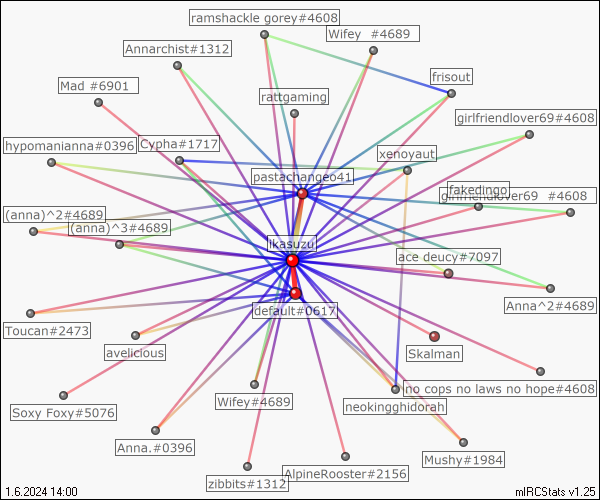 ramshackle gorey#4608
Wifey  #4689
Annarchist#1312
frisout
Mad #6901
rattgaming
girlfriendlover69#4608
hypomanianna#0396
Cypha#1717
xenoyaut
pastachangeo41
fakedingo
girlfriendlover69  #4608
(anna)^2#4689
(anna)^3#4689
ikasuzu
ace deucy#7097
Anna^2#4689
default#0617
Toucan#2473
avelicious
Skalman
no cops no laws no hope#4608
Wifey#4689
neokingghidorah
Soxy Foxy#5076
Anna.#0396
Mushy#1984
AlpineRooster#2156
zibbits#1312
1.6.2024 14:00
mIRCStats v1.25